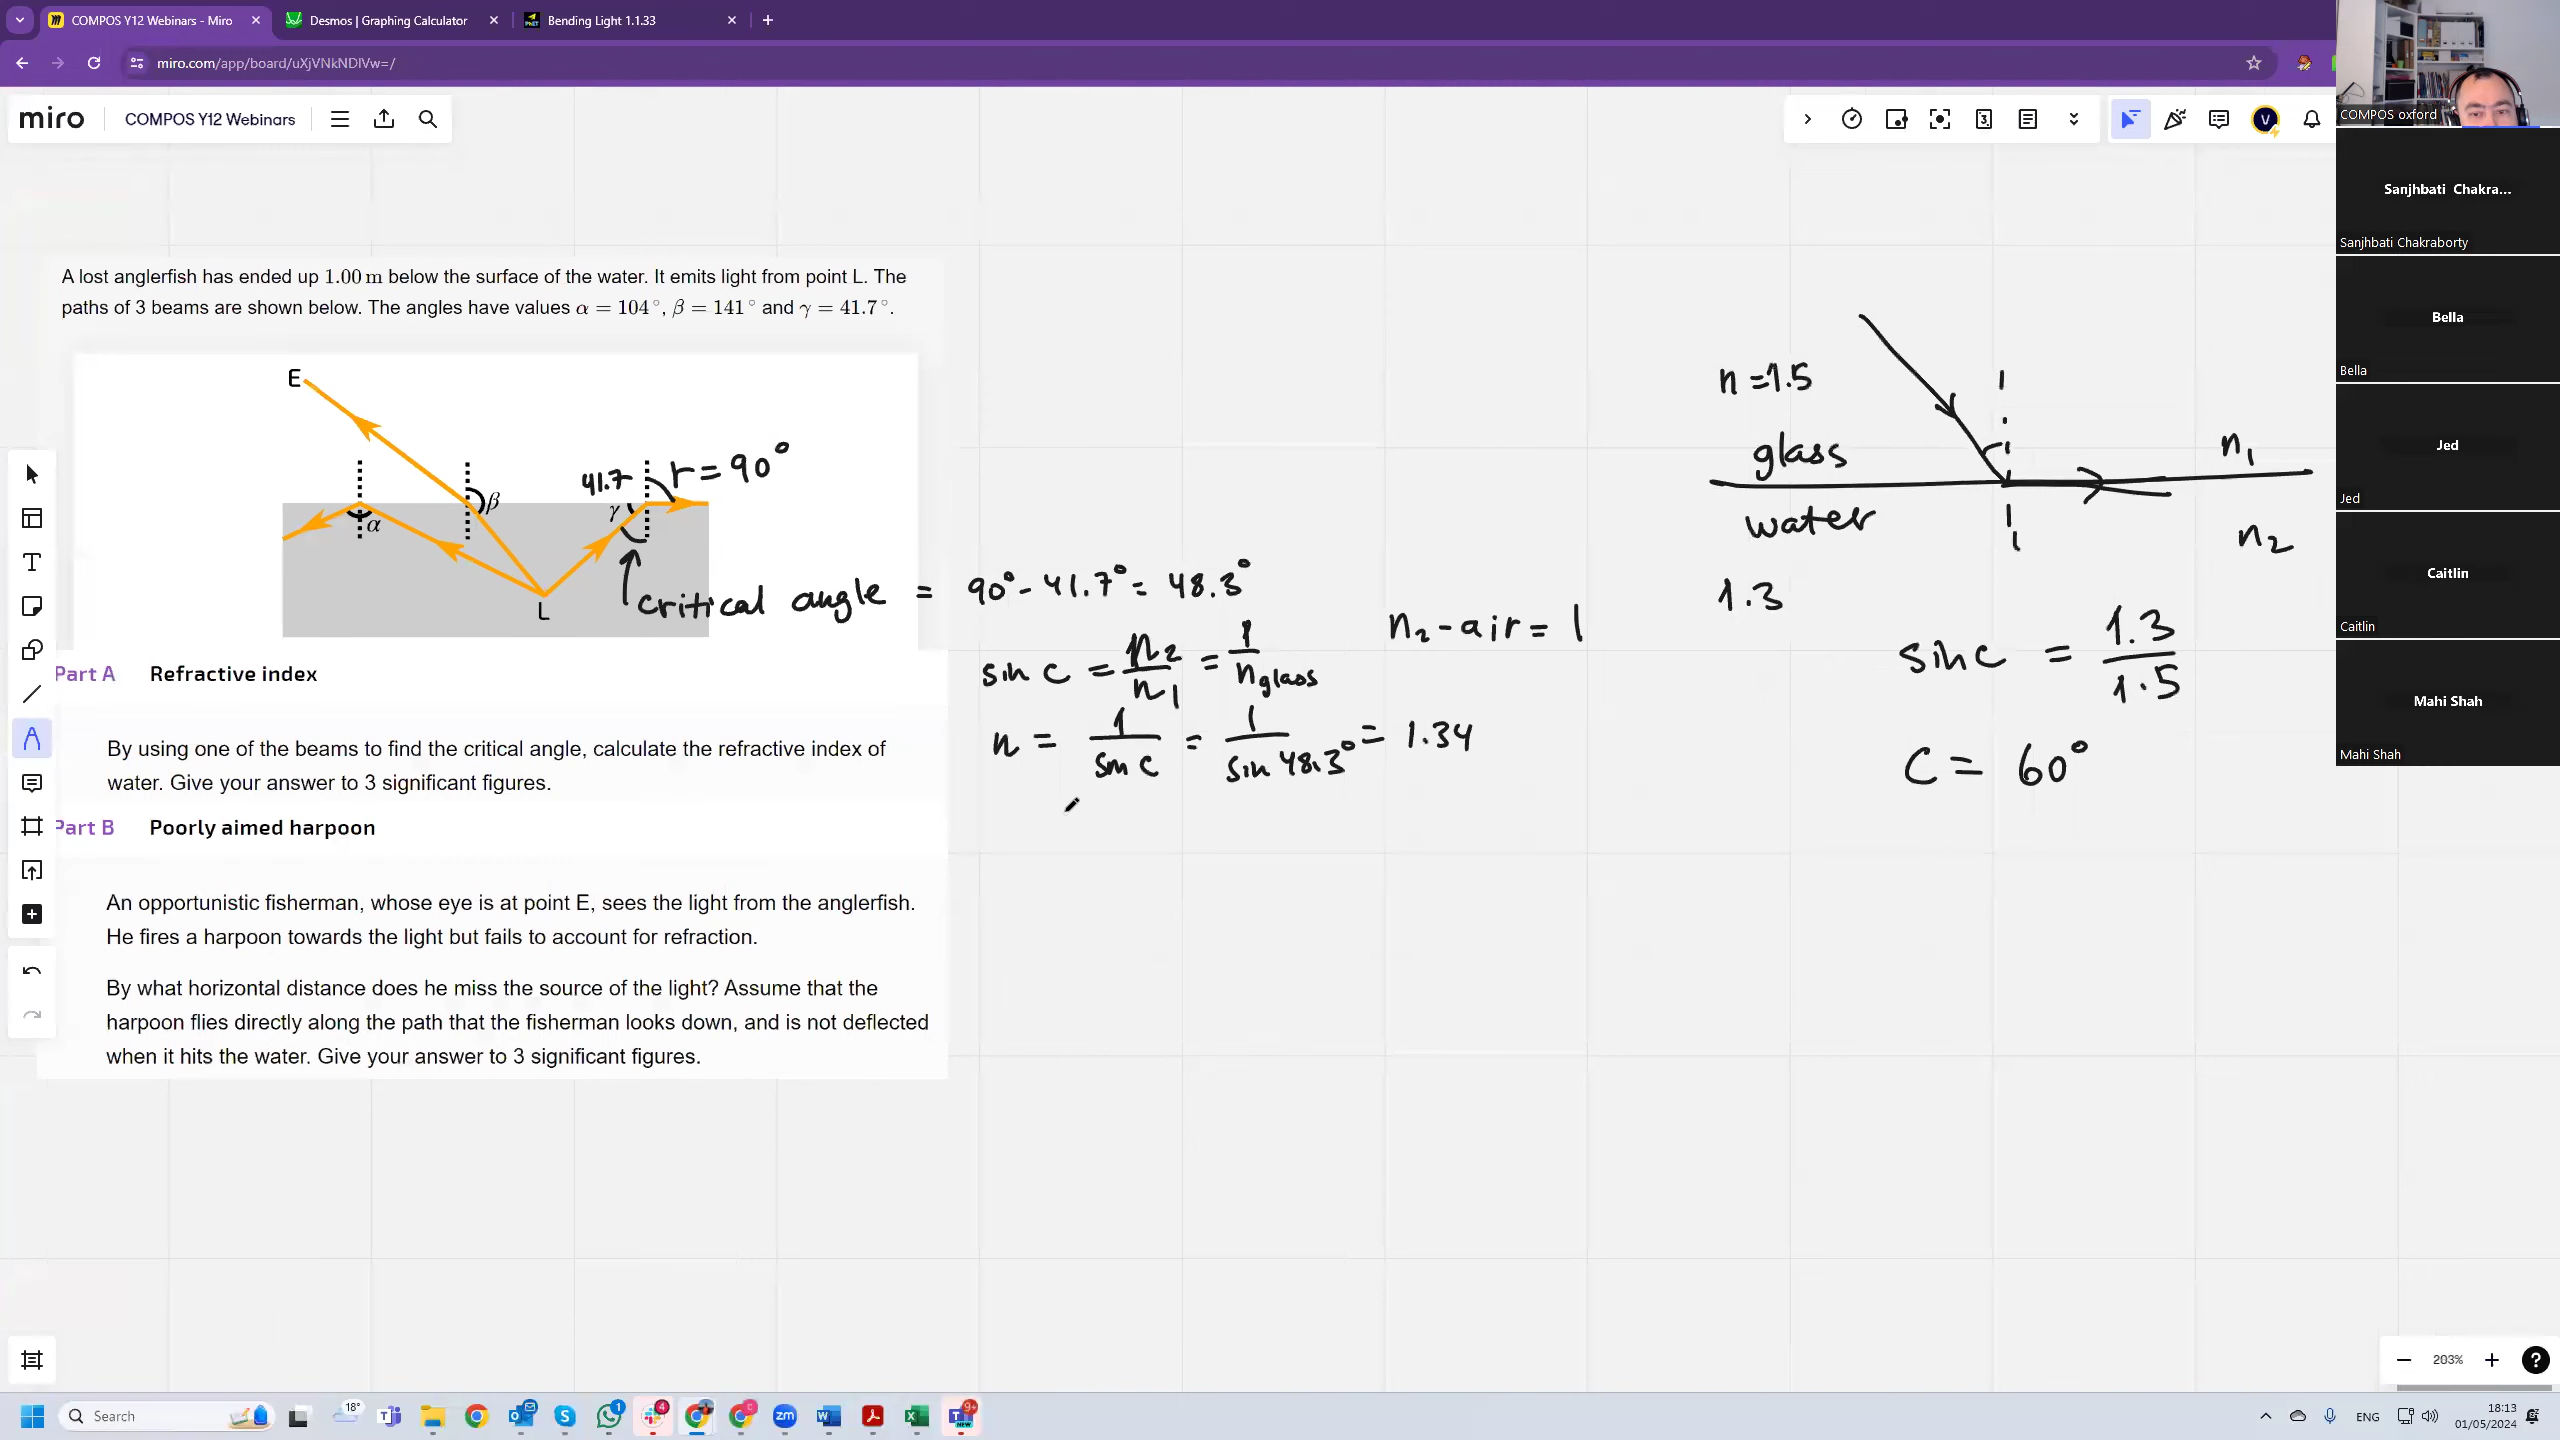 COMPOS Y12 Webinars - Miro
Desmos | Graphing Calculator
Bending Light 1.1.33
miro.com/app/board/uXjVNkNDlVw=/
miro
COMPOS Y12 Webinars
3
V
COMPOS oxford
Sanjhbati Chakra...
Sanjhbati Chakraborty
Bella
Bella
Jed
Jed
Caitlin
Caitlin
Mahi Shah
Mahi Shah
A lost anglerfish has ended up 1.00 m below the surface of the water. It emits light from point L. The
paths of 3 beams are shown below. The angles have values α = 104°, β = 141° and γ = 41.7°.
E
41.7
r = 90°
β
α
γ
L
critical angle = 90° - 41.7° = 48.3°
sin c = n2/n1 = 1/n glass
n2 - air = 1
n = 1/sin c = 1/sin 48.3° = 1.34
n = 1.5
glass
n1
water
n2
1.3
sin c = 1.3/1.5
C = 60°
Part A Refractive index
By using one of the beams to find the critical angle, calculate the refractive index of
water. Give your answer to 3 significant figures.
Part B Poorly aimed harpoon
An opportunistic fisherman, whose eye is at point E, sees the light from the anglerfish.
He fires a harpoon towards the light but fails to account for refraction.
By what horizontal distance does he miss the source of the light? Assume that the
harpoon flies directly along the path that the fisherman looks down, and is not deflected
when it hits the water. Give your answer to 3 significant figures.
203%
Search
18°
1
4
zm
9+
ENG
18:13
01/05/2024